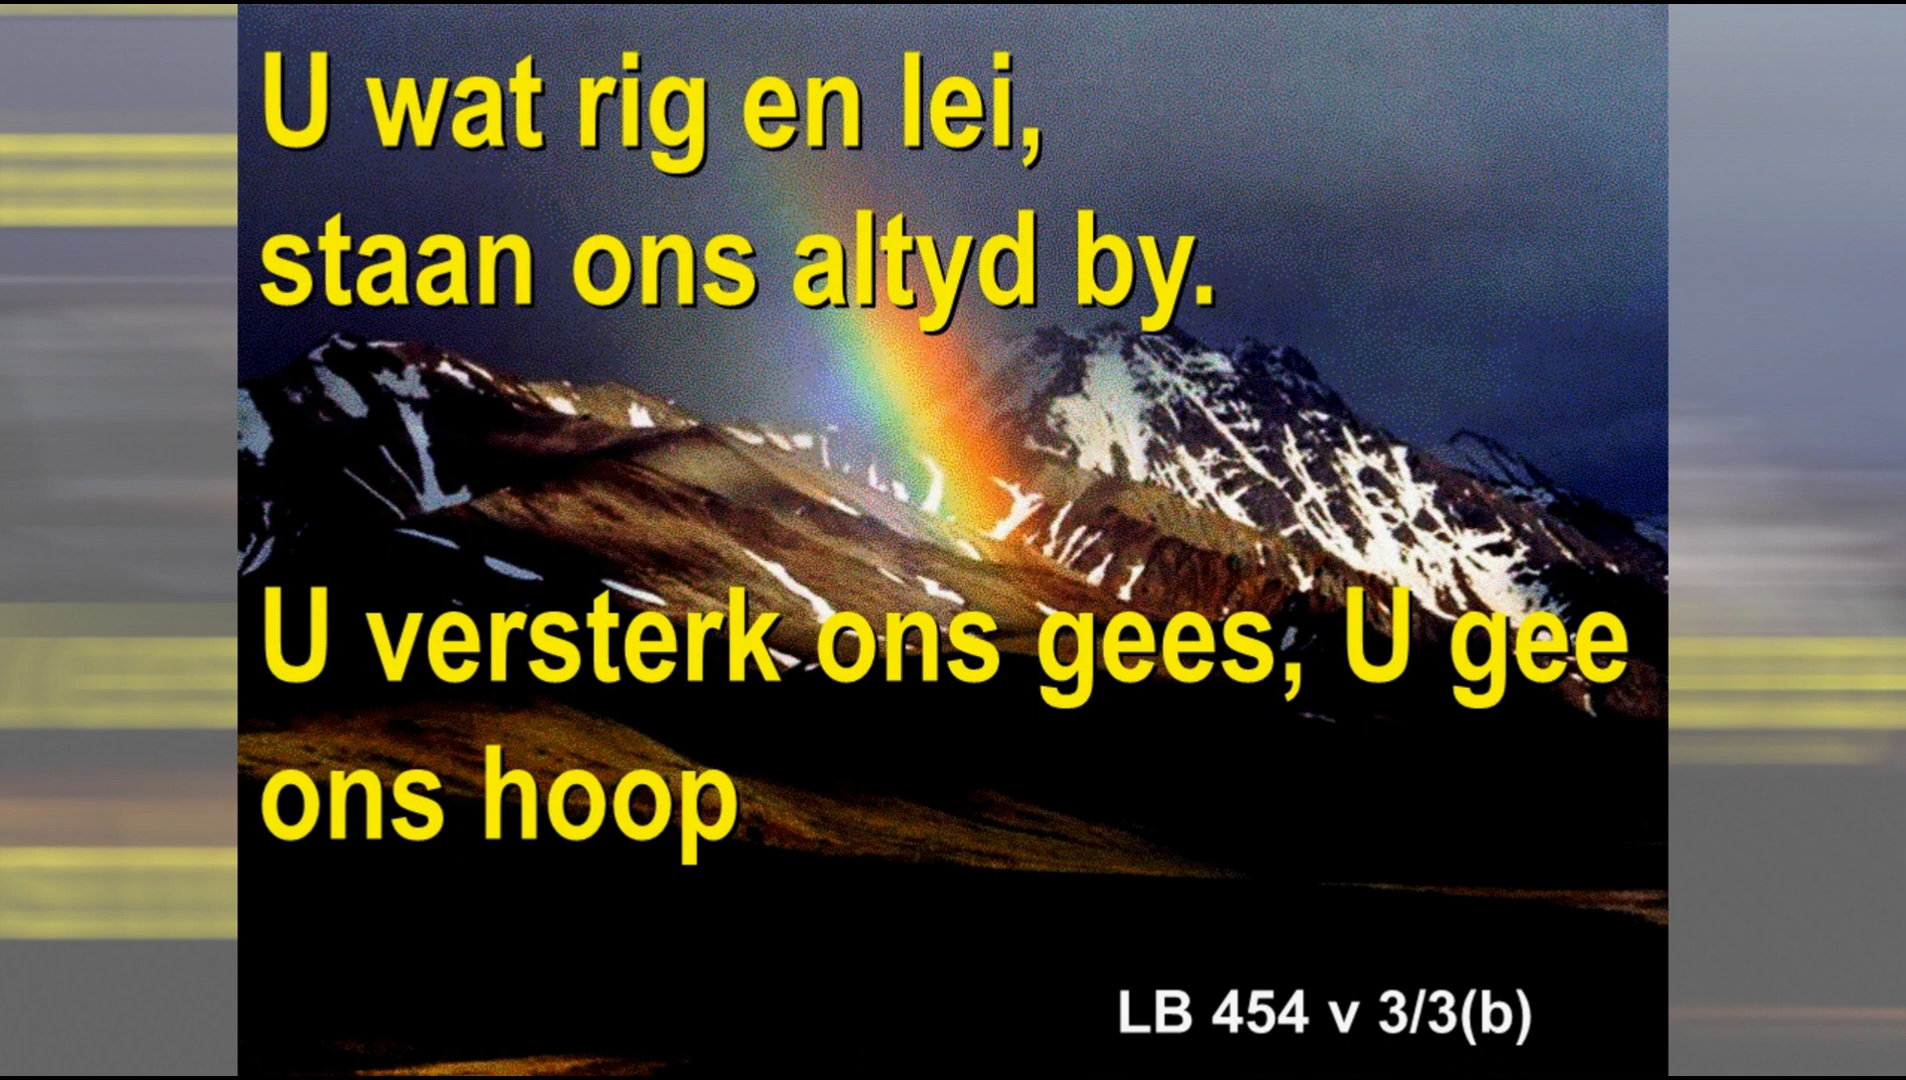 U wat rig en lei,
staan ons altyd by.
U versterk ons gees, U gee
ons hoop
LB 454 v 3/3(b)